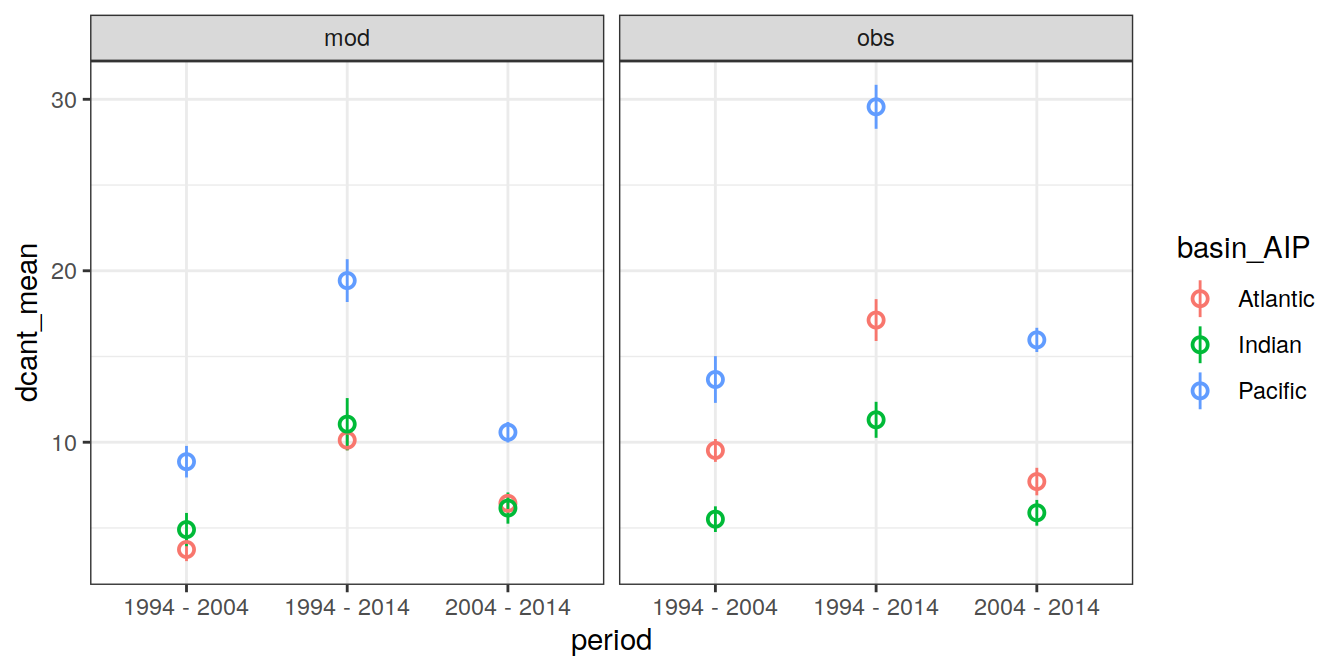 mod
obs
30
20
10
dcant_mean
1994 - 2004
1994 - 2014
2004 - 2014
1994 - 2004
1994 - 2014
2004 - 2014
period
basin_AIP
Atlantic
Indian
Pacific